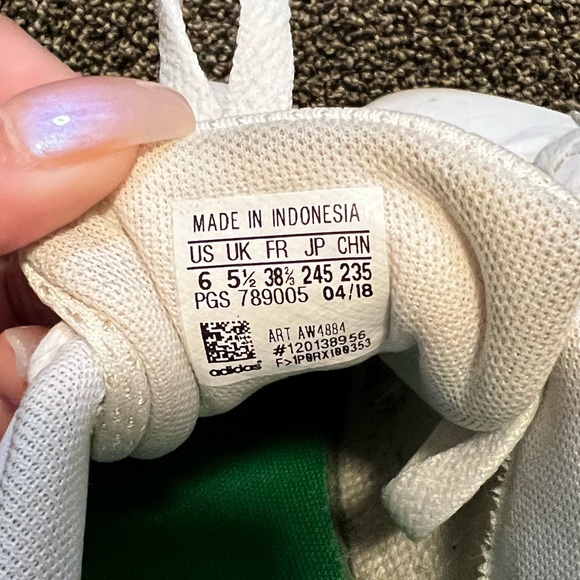 MADE IN INDONESIA
US UK FR JP CHN
6 5½ 38⅔ 245 235
PGS 789005 04/18
ART AW4884
#120138956
F>1P0RX100353
adidas